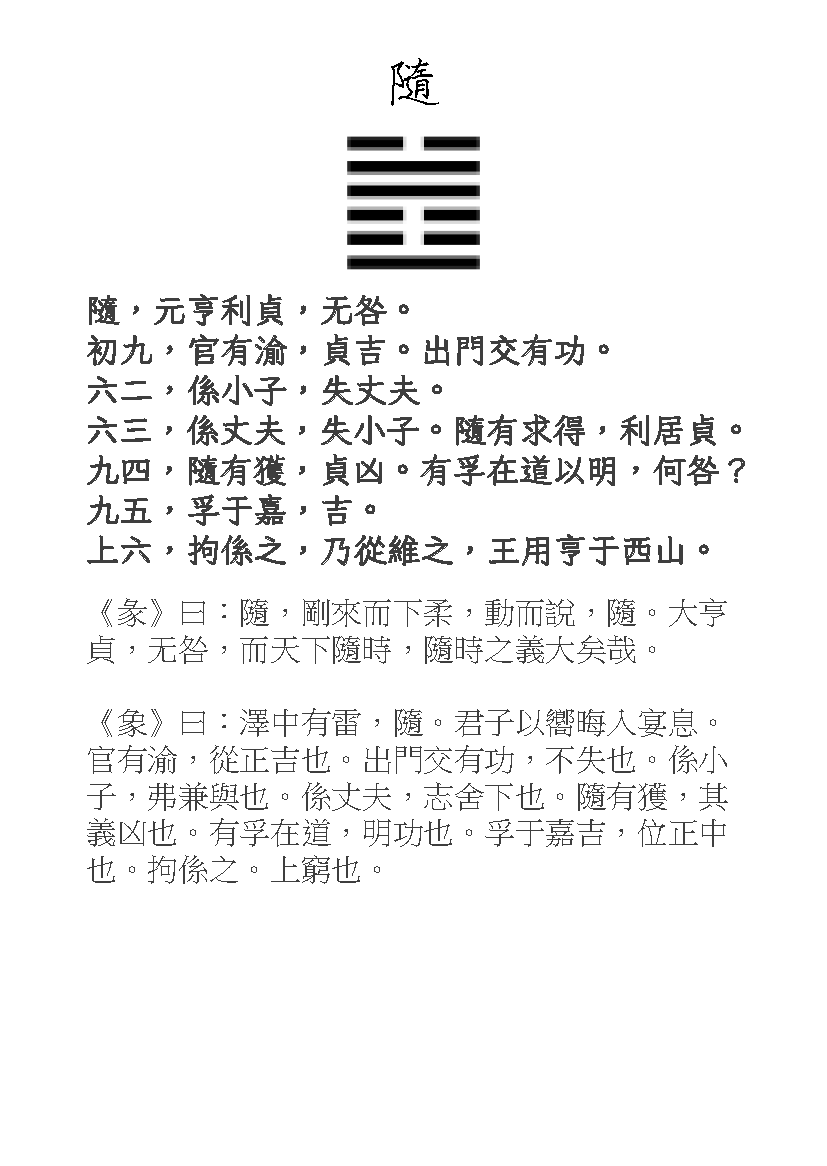 隨
隨，元亨利貞，无咎。
初九，官有渝，貞吉。出門交有功。
六二，係小子，失丈夫。
六三，係丈夫，失小子。隨有求得，利居貞。
九四，隨有獲，貞凶。有孚在道以明，何咎？
九五，孚于嘉，吉。
上六，拘係之，乃從維之，王用亨于西山。
《彖》曰：隨，剛來而下柔，動而說，隨。大亨
貞，无咎，而天下隨時，隨時之義大矣哉。
《象》曰：澤中有雷，隨。君子以嚮晦入宴息。
官有渝，從正吉也。出門交有功，不失也。係小
子，弗兼與也。係丈夫，志舍下也。隨有獲，其
義凶也。有孚在道，明功也。孚于嘉吉，位正中
也。拘係之。上窮也。